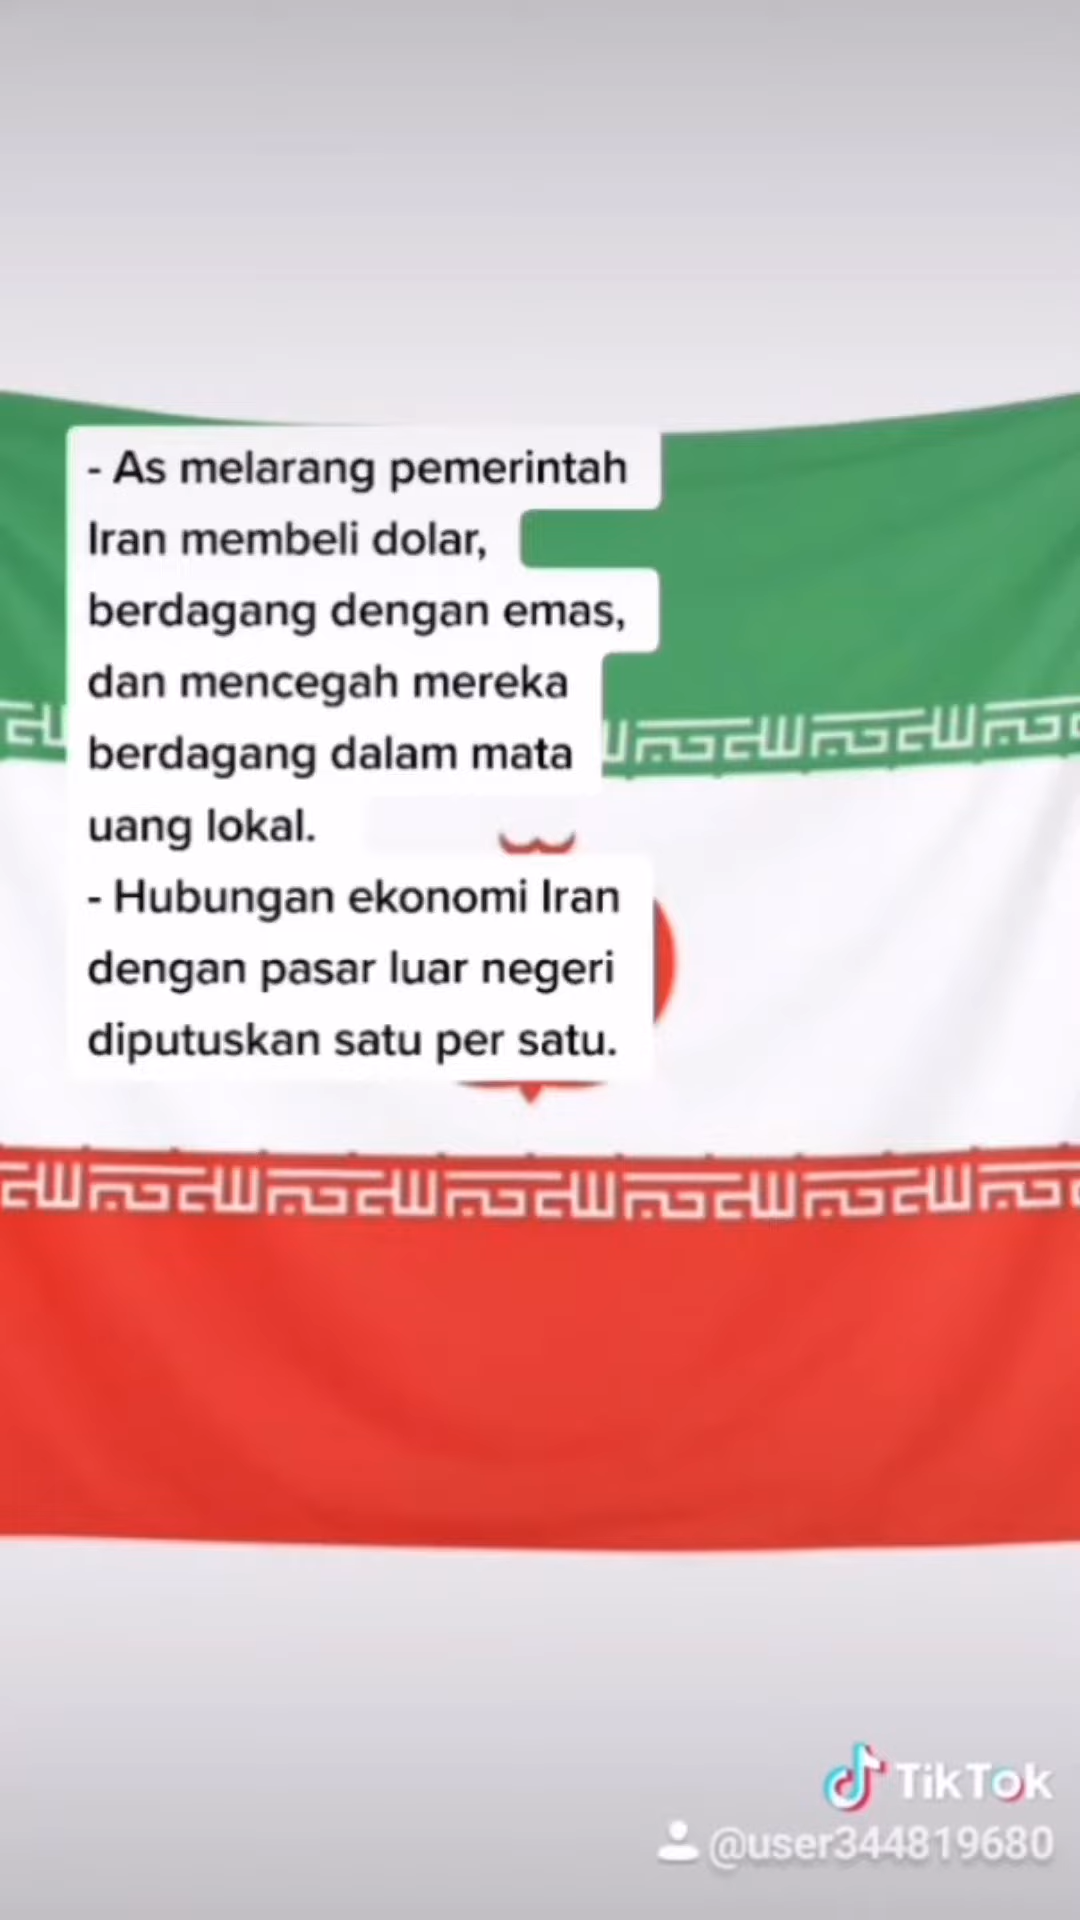 - As melarang pemerintah
Iran membeli dolar,
berdagang dengan emas,
dan mencegah mereka
berdagang dalam mata
uang lokal.
- Hubungan ekonomi Iran
dengan pasar luar negeri
diputuskan satu per satu.
TikTok
@user344819680